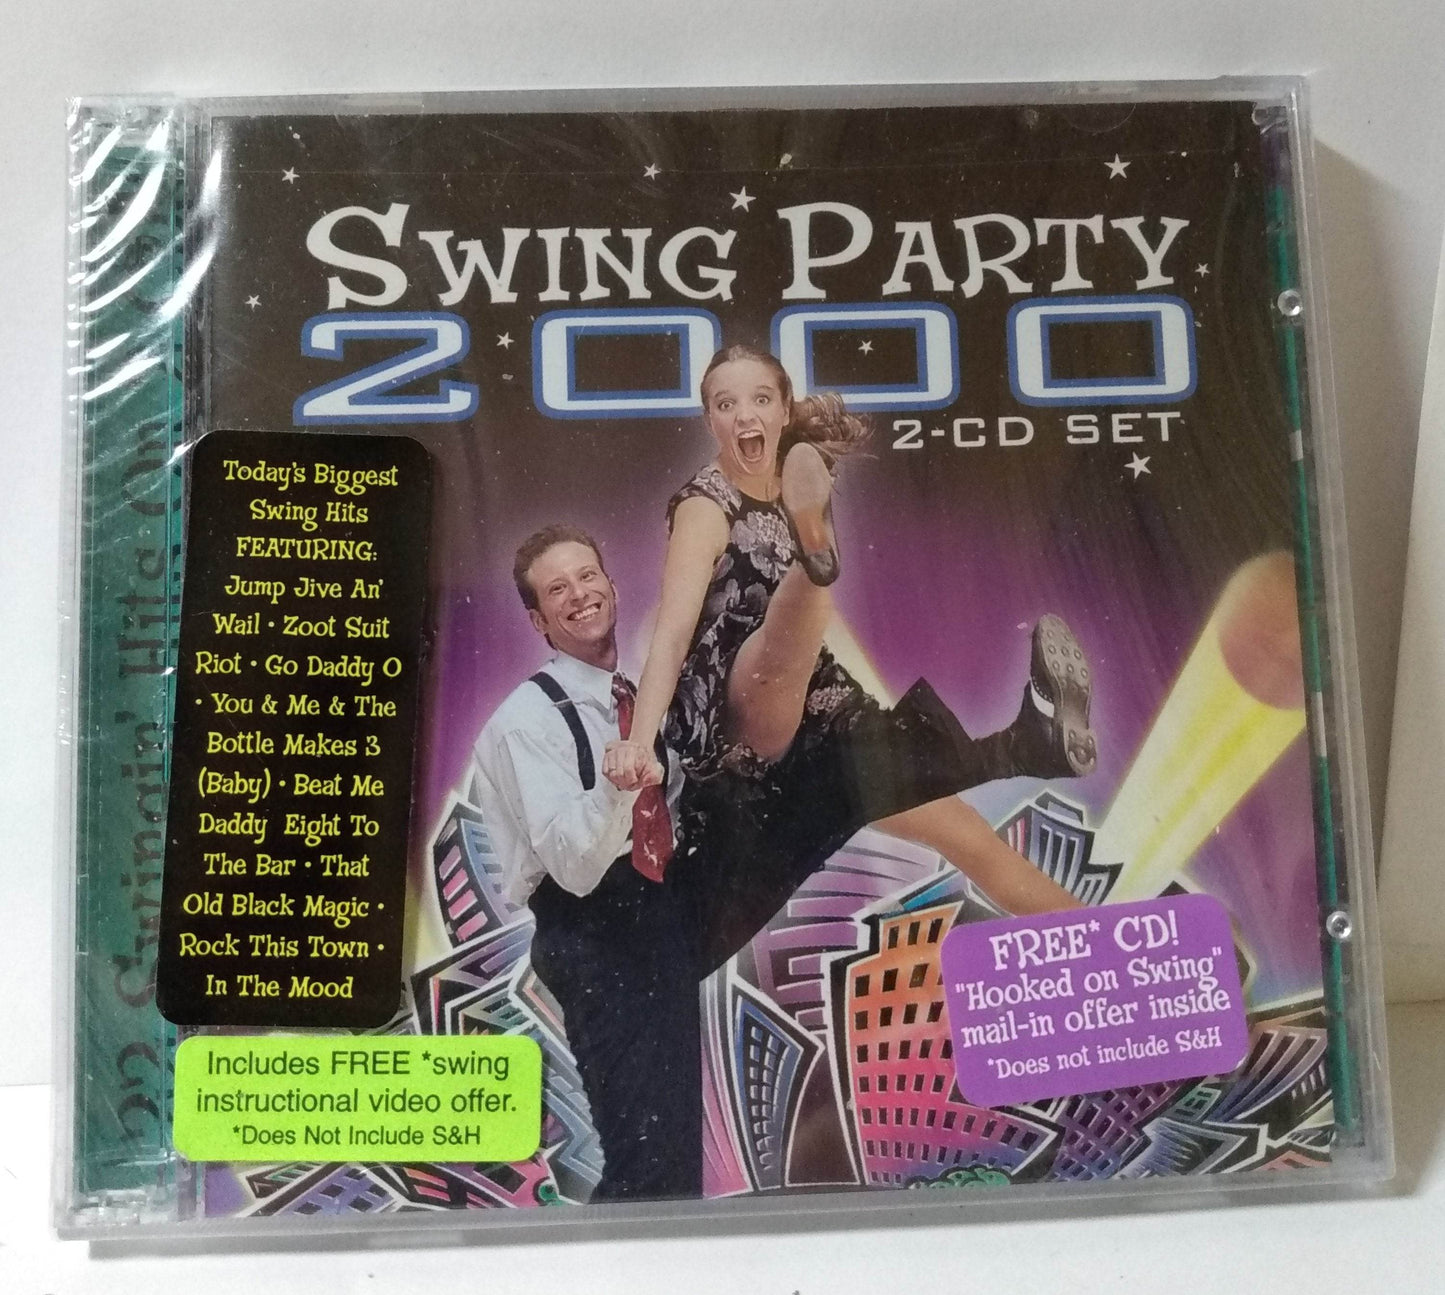 SWING PARTY
2000
2-CD SET
Today's Biggest
Swing Hits
FEATURING:
Jump Jive An'
Wail • Zoot Suit
Riot • Go Daddy O
• You & Me & The
Bottle Makes 3
(Baby) • Beat Me
Daddy Eight To
The Bar • That
Old Black Magic •
Rock This Town •
In The Mood
Includes FREE *swing
instructional video offer.
*Does Not Include S&H
FREE* CD!
"Hooked on Swing"
mail-in offer inside
*Does not include S&H
Swingin' Hits On